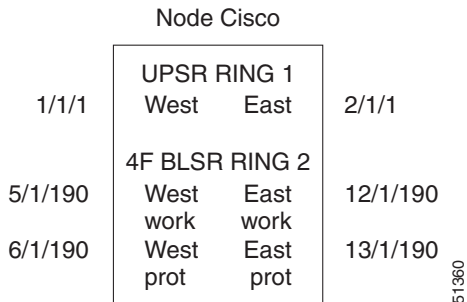 Node Cisco
UPSR RING 1
1/1/1 West East 2/1/1
4F BLSR RING 2
5/1/190 West East 12/1/190
work work
6/1/190 West East 13/1/190
prot prot
51360